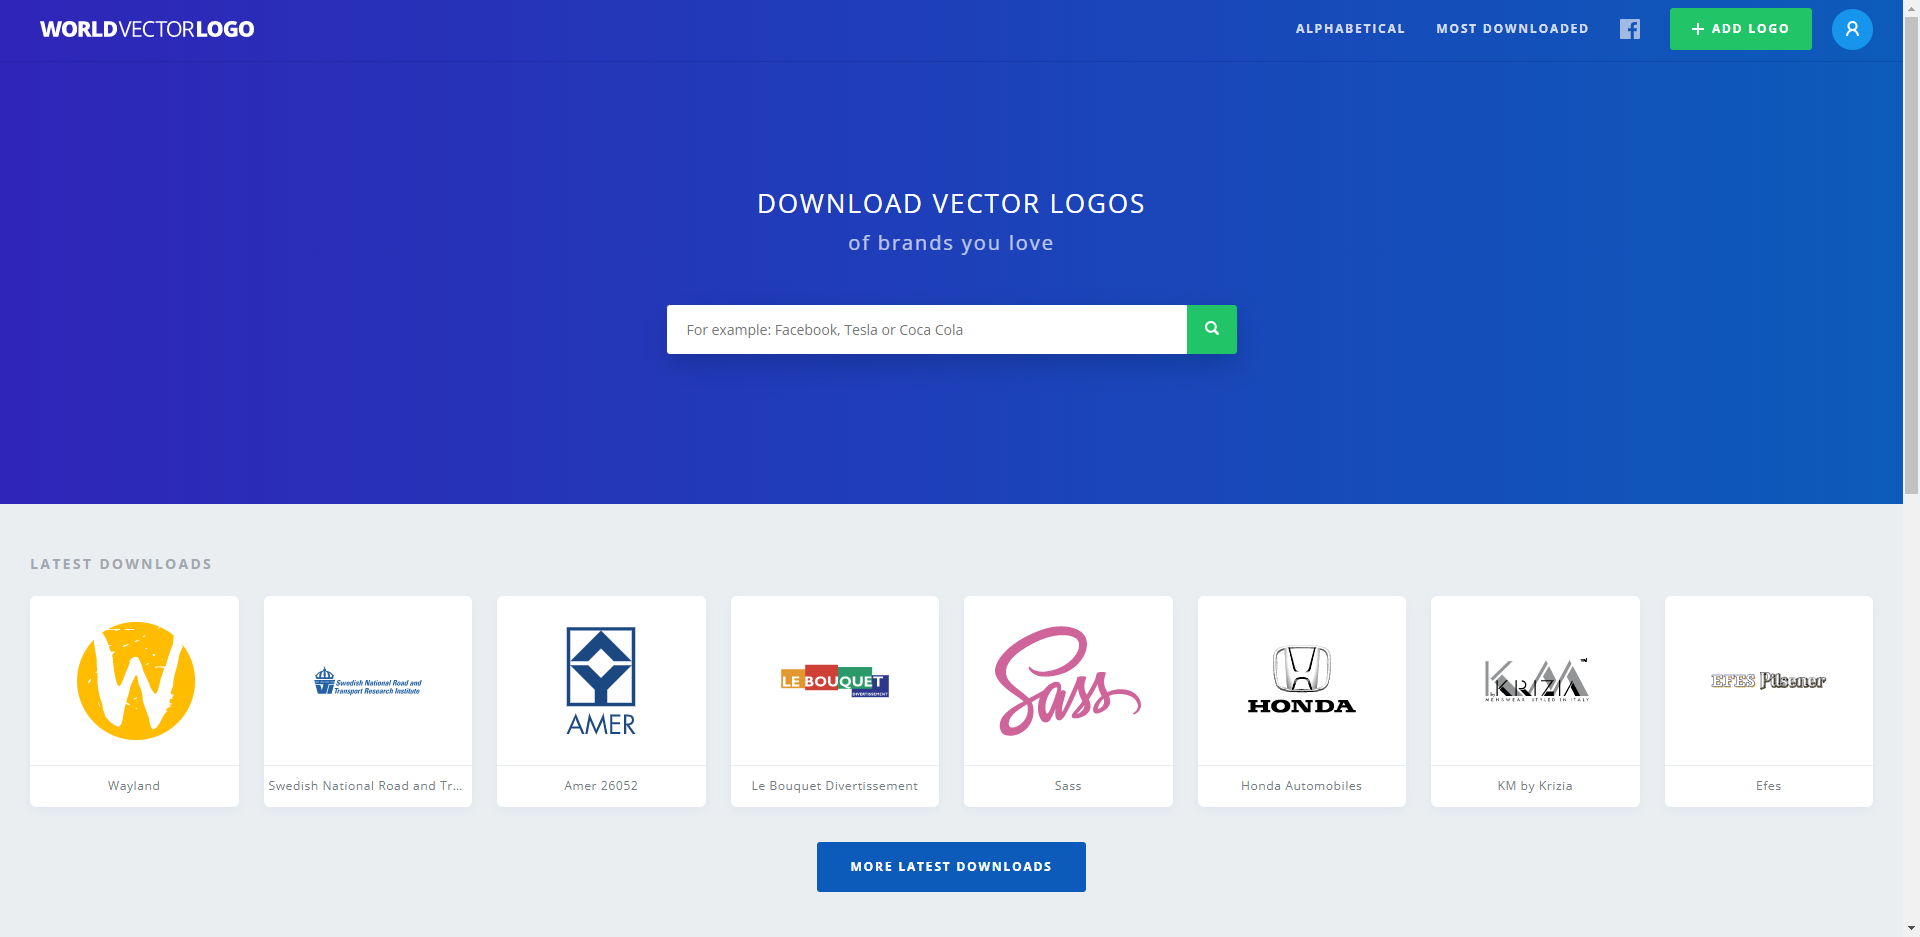 WORLDVECTORLOGO
ALPHABETICAL
MOST DOWNLOADED
+ ADD LOGO
DOWNLOAD VECTOR LOGOS
of brands you love
For example: Facebook, Tesla or Coca Cola
LATEST DOWNLOADS
W
Swedish National Road and
Transport Research Institute
AMER
LE BOUQUET
DIVERTISSEMENT
Sass
HONDA
KM™
by KRIZIA
MENSWEAR STYLED IN ITALY
EFES Pilsener
Wayland
Swedish National Road and Tr...
Amer 26052
Le Bouquet Divertissement
Sass
Honda Automobiles
KM by Krizia
Efes
MORE LATEST DOWNLOADS